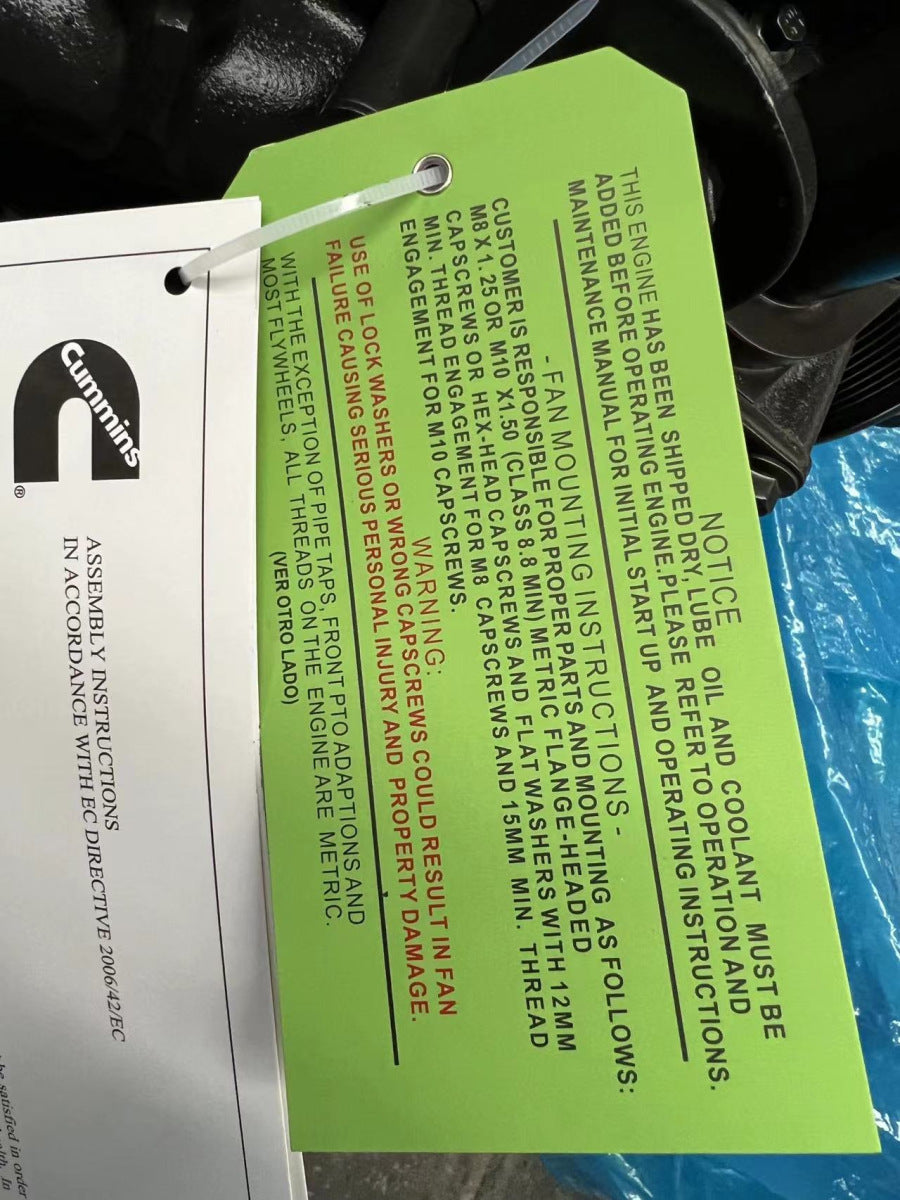 NOTICE
THIS ENGINE HAS BEEN SHIPPED DRY, LUBE OIL AND COOLANT MUST BE
ADDED BEFORE OPERATING ENGINE.PLEASE REFER TO OPERATION AND
MAINTENANCE MANUAL FOR INITIAL START UP AND OPERATING INSTRUCTIONS.
- FAN MOUNTING INSTRUCTIONS -
CUSTOMER IS RESPONSIBLE FOR PROPER PARTS AND MOUNTING AS FOLLOWS:
M8 X 1.25 OR M10 X1.50 (CLASS 8.8 MIN) METRIC FLANGE-HEADED
CAPSCREWS OR HEX-HEAD CAPSCREWS AND FLAT WASHERS WITH 12MM
MIN. THREAD ENGAGEMENT FOR M8 CAPSCREWS AND 15MM MIN. THREAD
ENGAGEMENT FOR M10 CAPSCREWS.
WARNING:
USE OF LOCK WASHERS OR WRONG CAPSCREWS COULD RESULT IN FAN
FAILURE CAUSING SERIOUS PERSONAL INJURY AND PROPERTY DAMAGE.
WITH THE EXCEPTION OF PIPE TAPS, FRONT PTO ADAPTIONS AND
MOST FLYWHEELS, ALL THREADS ON THE ENGINE ARE METRIC.
(VER OTRO LADO)
Cummins
®
ASSEMBLY INSTRUCTIONS
IN ACCORDANCE WITH EC DIRECTIVE 2006/42/EC
be satisfied in order
In